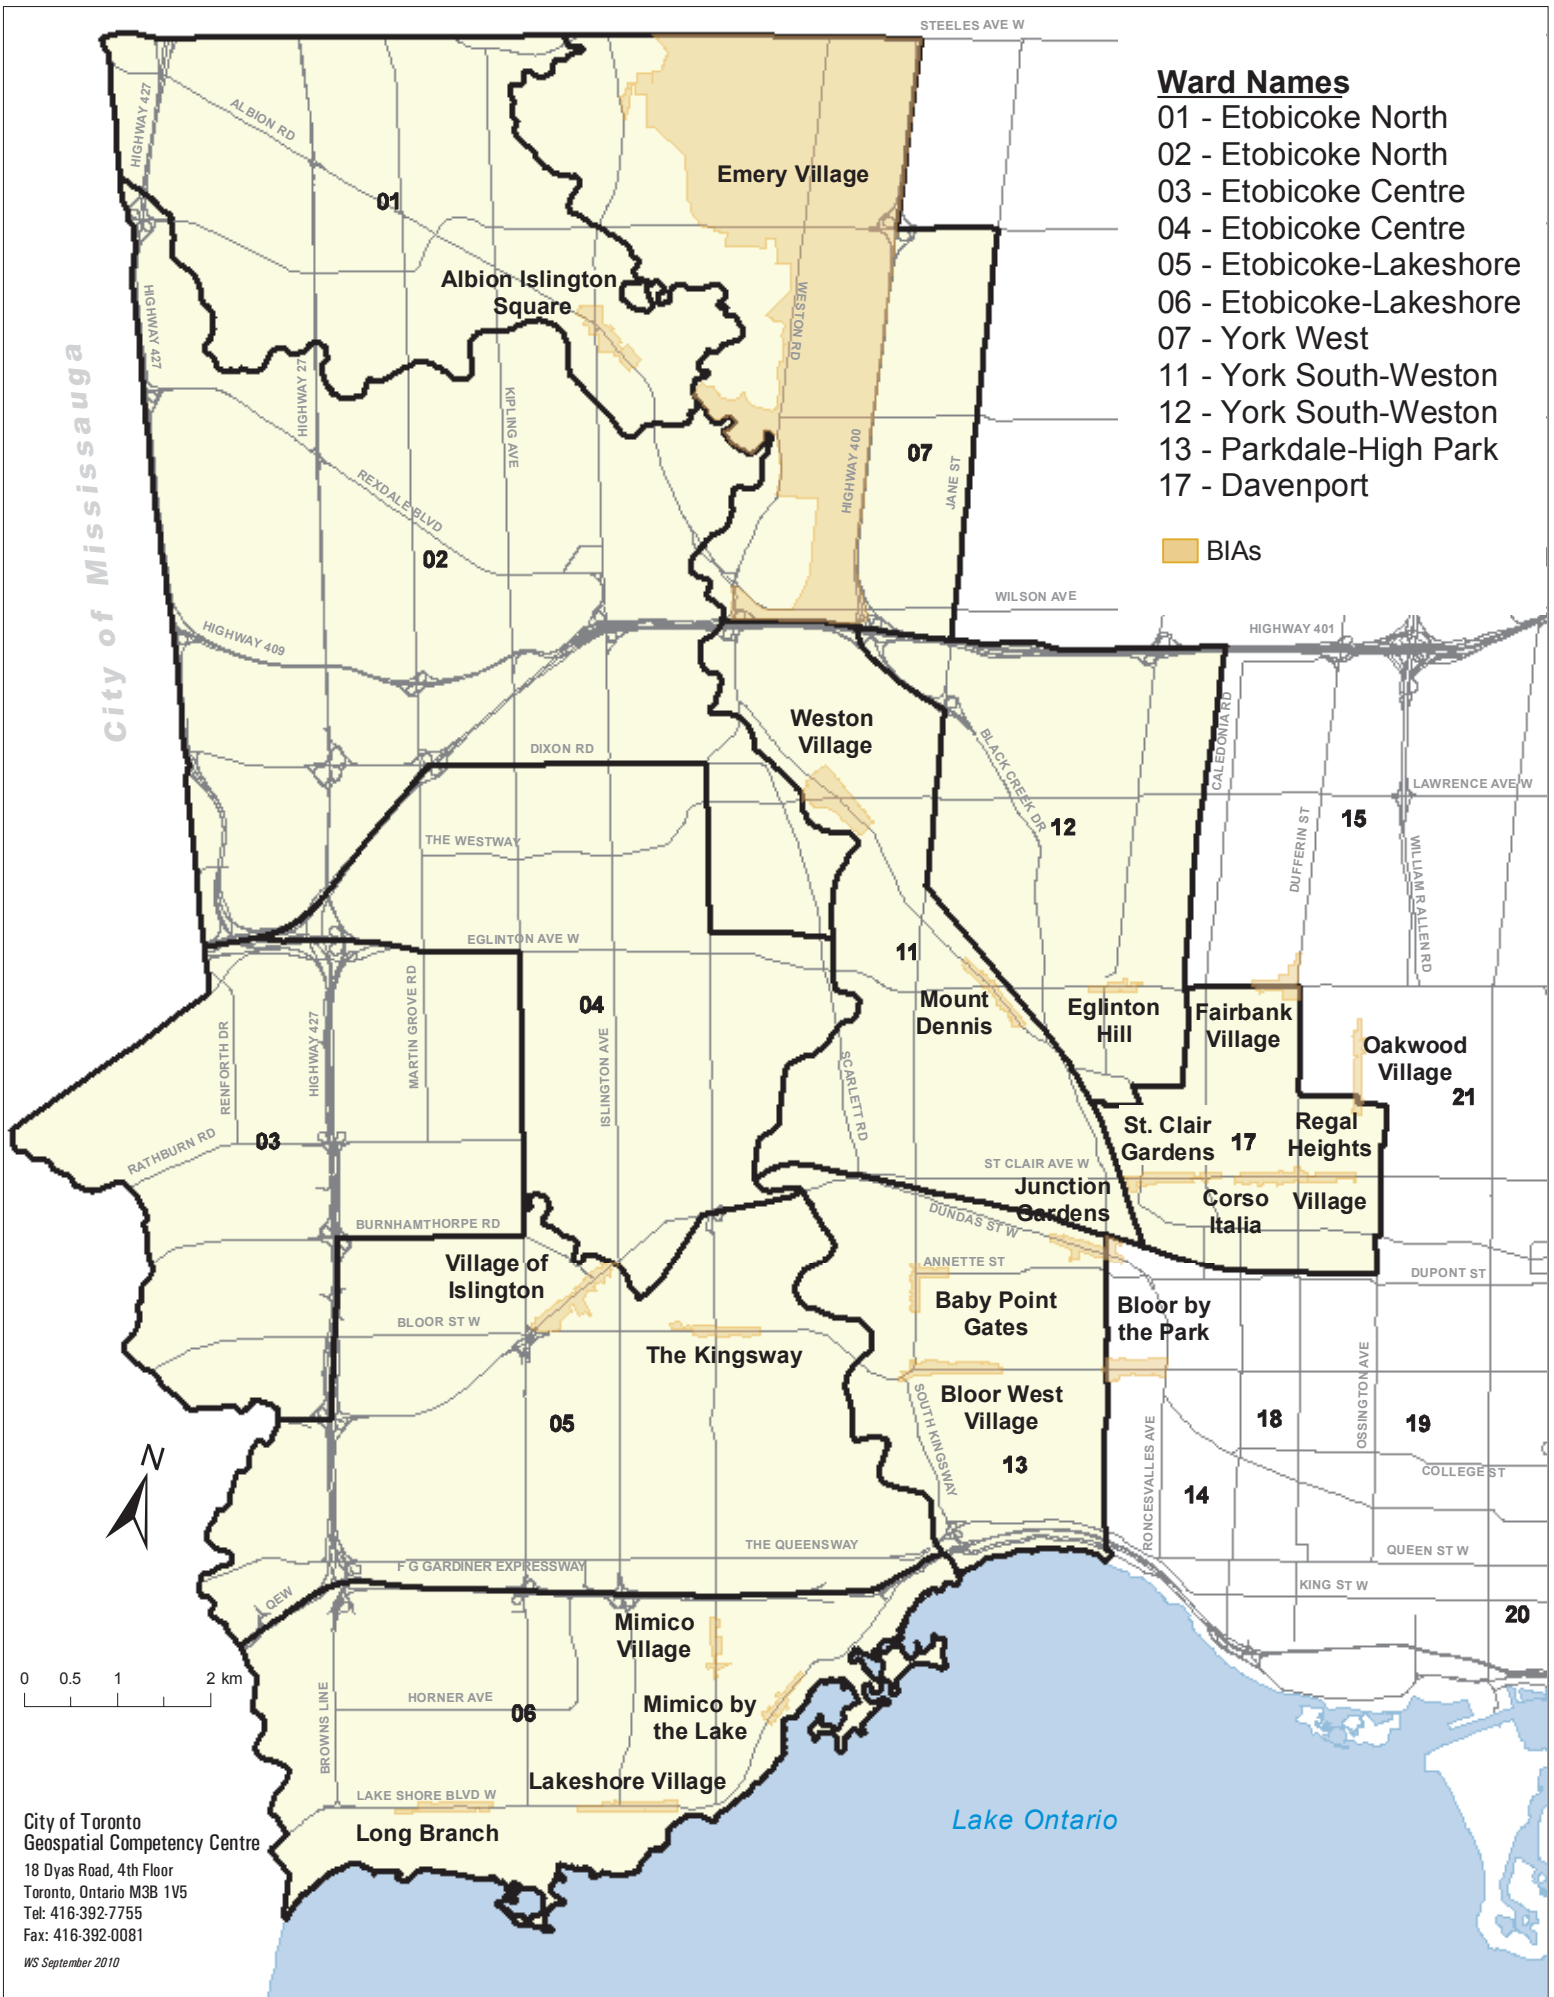 STEELES AVE W
Ward Names
01 - Etobicoke North
02 - Etobicoke North
03 - Etobicoke Centre
04 - Etobicoke Centre
05 - Etobicoke-Lakeshore
06 - Etobicoke-Lakeshore
07 - York West
11 - York South-Weston
12 - York South-Weston
13 - Parkdale-High Park
17 - Davenport
BIAs
HIGHWAY 427
ALBION RD
Emery Village
01
Albion Islington
Square
HIGHWAY 427
WESTON RD
City of Mississauga
HIGHWAY 27
KIPLING AVE
HIGHWAY 400
07
JANE ST
REXDALE BLVD
02
WILSON AVE
HIGHWAY 409
HIGHWAY 401
Weston
Village
DIXON RD
BLACK CREEK DR
CALEDONIA RD
LAWRENCE AVE W
THE WESTWAY
12
15
DUFFERIN ST
WILLIAM R ALLEN RD
EGLINTON AVE W
11
MARTIN GROVE RD
04
Mount
Dennis
Eglinton
Hill
Fairbank
Village
RENFORTH DR
HIGHWAY 427
ISLINGTON AVE
SCARLETT RD
Oakwood
Village
21
RATHBURN RD
03
St. Clair
Gardens
17
Regal
Heights
ST CLAIR AVE W
Junction
Gardens
Corso
Italia
Village
BURNHAMTHORPE RD
DUNDAS ST W
Village of
Islington
ANNETTE ST
DUPONT ST
Baby Point
Gates
Bloor by
the Park
BLOOR ST W
The Kingsway
SOUTH KINGSWAY
Bloor West
Village
OSSINGTON AVE
05
18
19
RONCESVALLES AVE
13
COLLEGE ST
14
N
THE QUEENSWAY
QUEEN ST W
F G GARDINER EXPRESSWAY
KING ST W
QEW
Mimico
Village
20
0 0.5 1 2 km
HORNER AVE
06
Mimico by
the Lake
BROWNS LINE
Lakeshore Village
LAKE SHORE BLVD W
Long Branch
Lake Ontario
City of Toronto
Geospatial Competency Centre
18 Dyas Road, 4th Floor
Toronto, Ontario M3B 1V5
Tel: 416-392-7755
Fax: 416-392-0081
WS September 2010